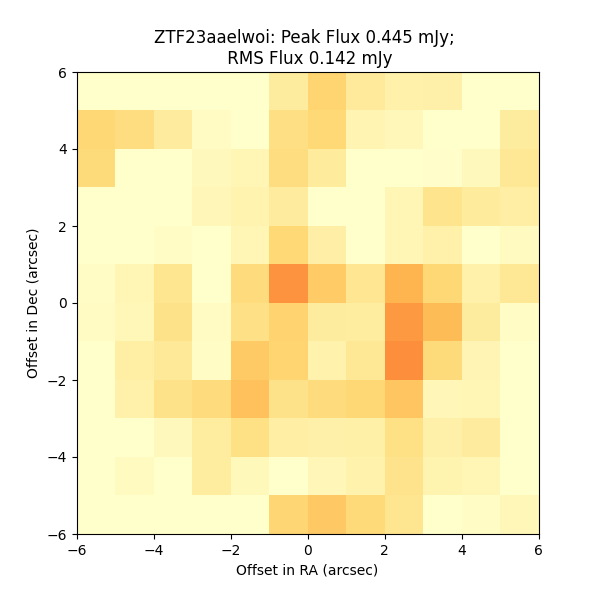 ZTF23aaelwoi: Peak Flux 0.445 mJy;
RMS Flux 0.142 mJy
6
4
2
0
−2
−4
−6
Offset in Dec (arcsec)
−6 −4 −2 0 2 4 6
Offset in RA (arcsec)